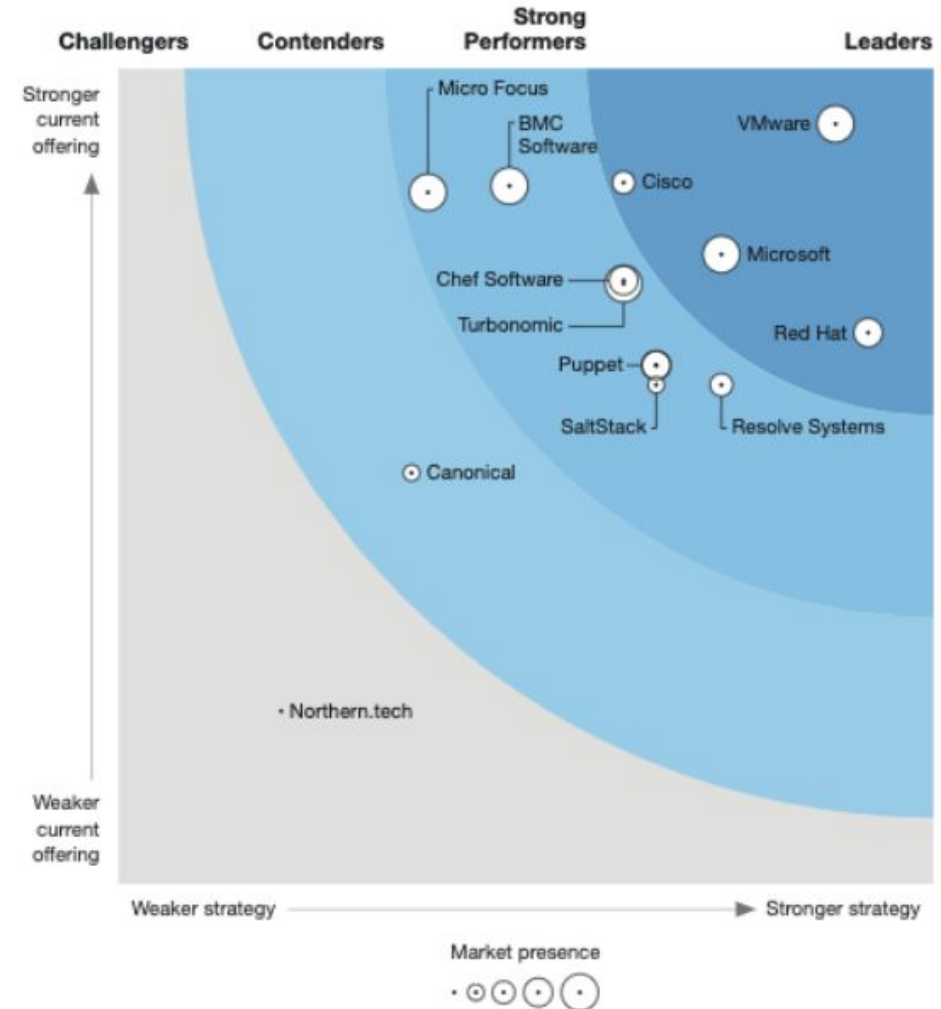 Challengers
Contenders
Strong
Performers
Leaders
Stronger
current
offering
Micro Focus
BMC
Software
VMware
Cisco
Microsoft
Chef Software
Turbonomic
Red Hat
Puppet
SaltStack
Resolve Systems
Canonical
Northern.tech
Weaker
current
offering
Weaker strategy
Stronger strategy
Market presence